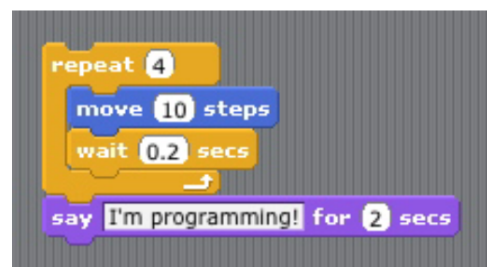 repeat 4
move 10 steps
wait 0.2 secs
say I'm programming! for 2 secs